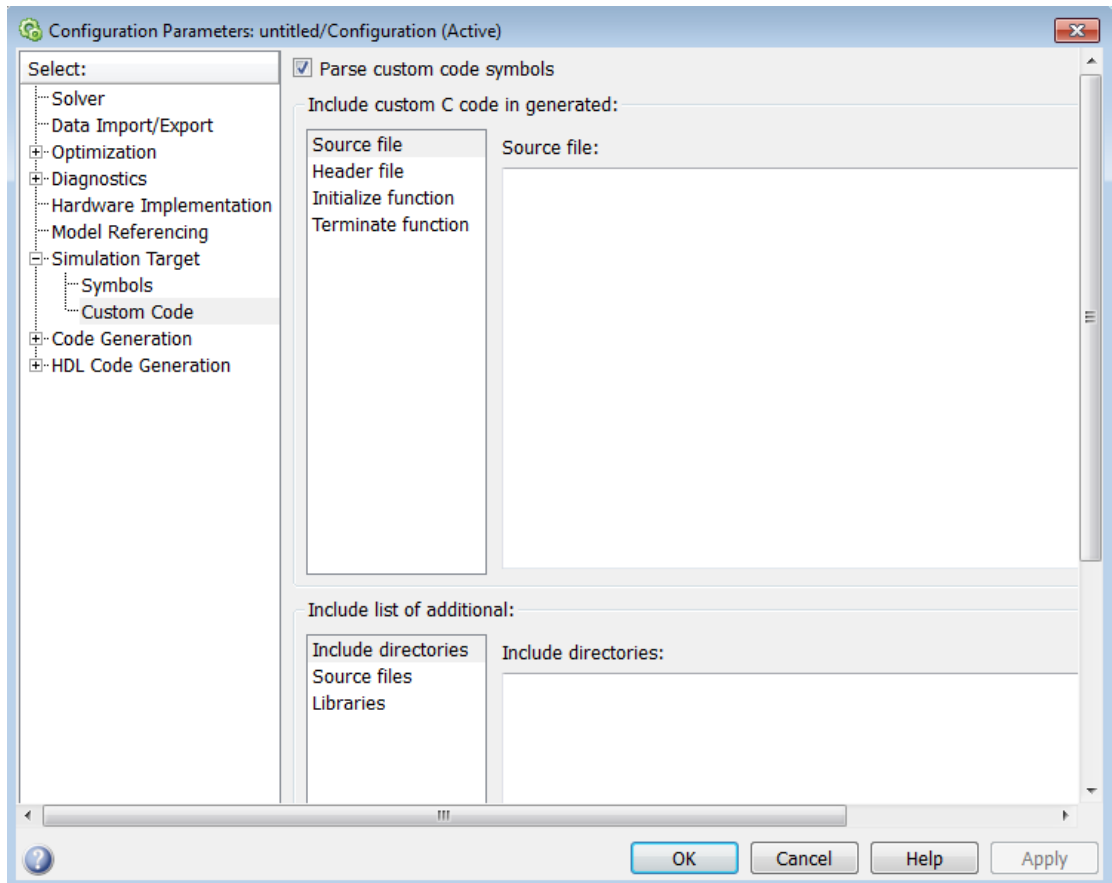 Configuration Parameters: untitled/Configuration (Active)
Select:
Solver
Data Import/Export
Optimization
Diagnostics
Hardware Implementation
Model Referencing
Simulation Target
Symbols
Custom Code
Code Generation
HDL Code Generation
Parse custom code symbols
Include custom C code in generated:
Source file
Header file
Initialize function
Terminate function
Source file:
Include list of additional:
Include directories
Source files
Libraries
Include directories:
OK
Cancel
Help
Apply